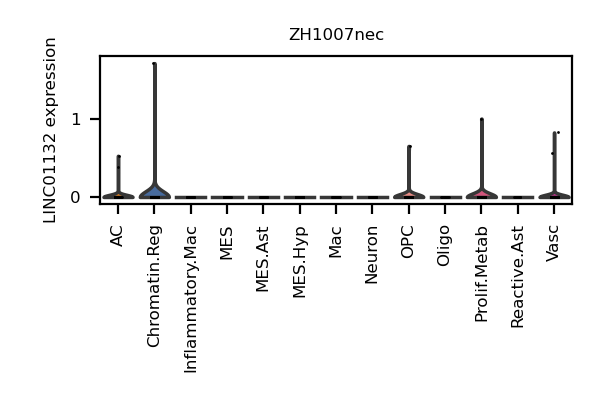 ZH1007nec
LINC01132 expression
1
0
AC
Chromatin.Reg
Inflammatory.Mac
MES
MES.Ast
MES.Hyp
Mac
Neuron
OPC
Oligo
Prolif.Metab
Reactive.Ast
Vasc